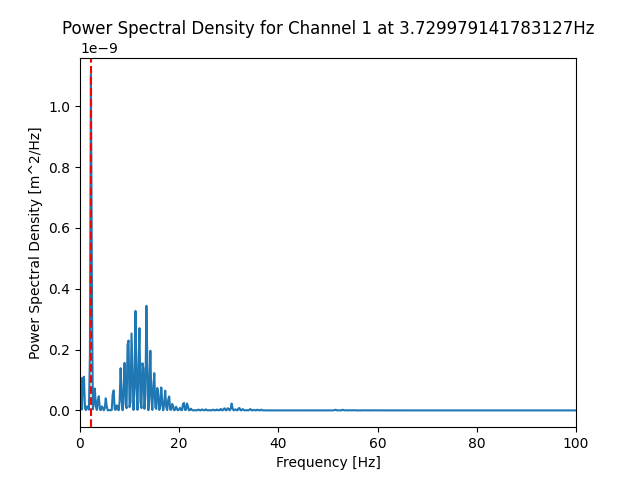 Power Spectral Density for Channel 1 at 3.729979141783127Hz
1e−9
1.0
0.8
0.6
0.4
0.2
0.0
Power Spectral Density [m^2/Hz]
0 20 40 60 80 100
Frequency [Hz]